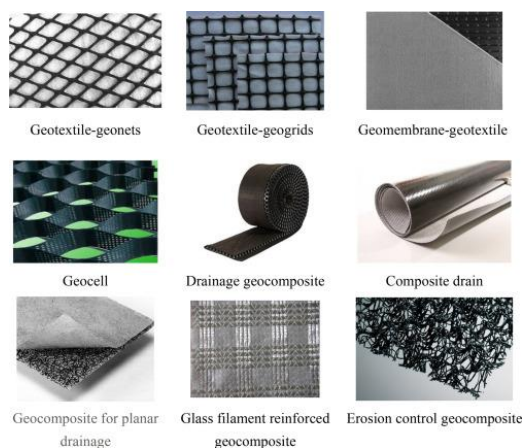 Geotextile-geonets
Geotextile-geogrids
Geomembrane-geotextile
Geocell
Drainage geocomposite
Composite drain
Geocomposite for planar
drainage
Glass filament reinforced
geocomposite
Erosion control geocomposite